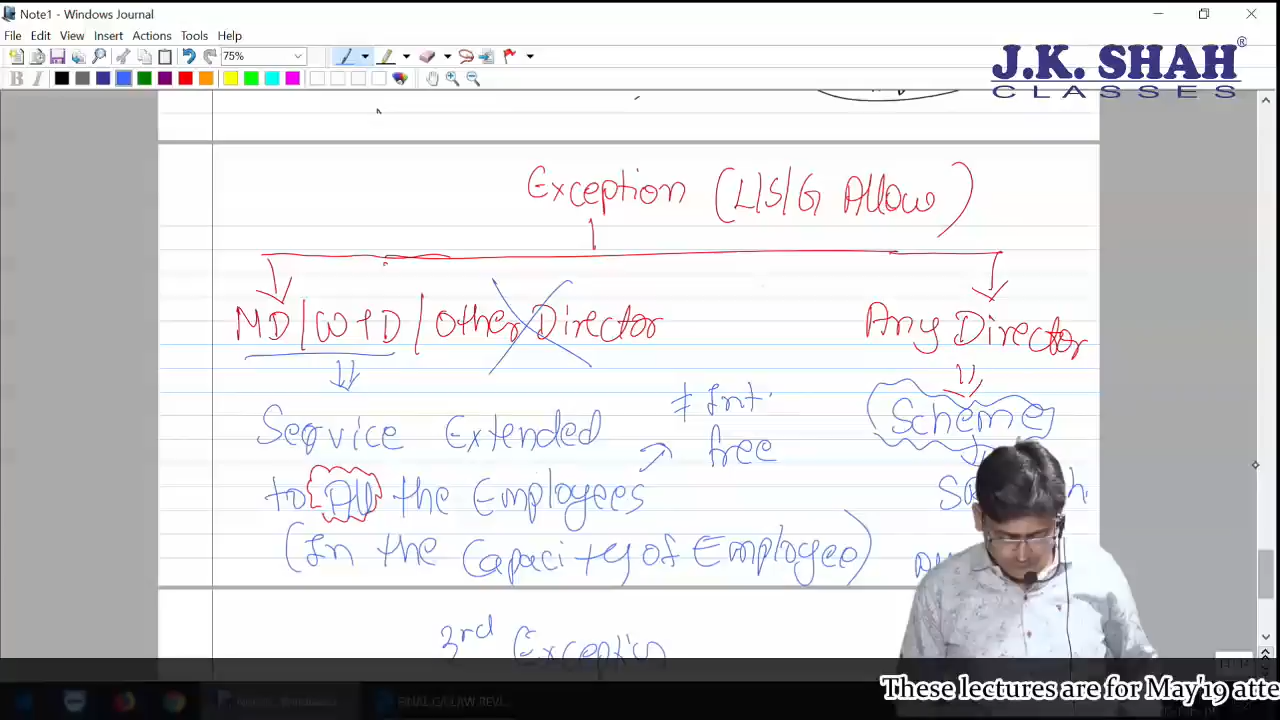 Note1 - Windows Journal
File Edit View Insert Actions Tools Help
75%
J.K. SHAH®
CLASSES
Exception (L/S/G Allow)
MD/WTD/Other Director
Any Director
Service Extended
to All the Employees
(In the Capacity of Employee)
≠ Int.
free
Scheme
3rd Exception
These lectures are for May'19 atte